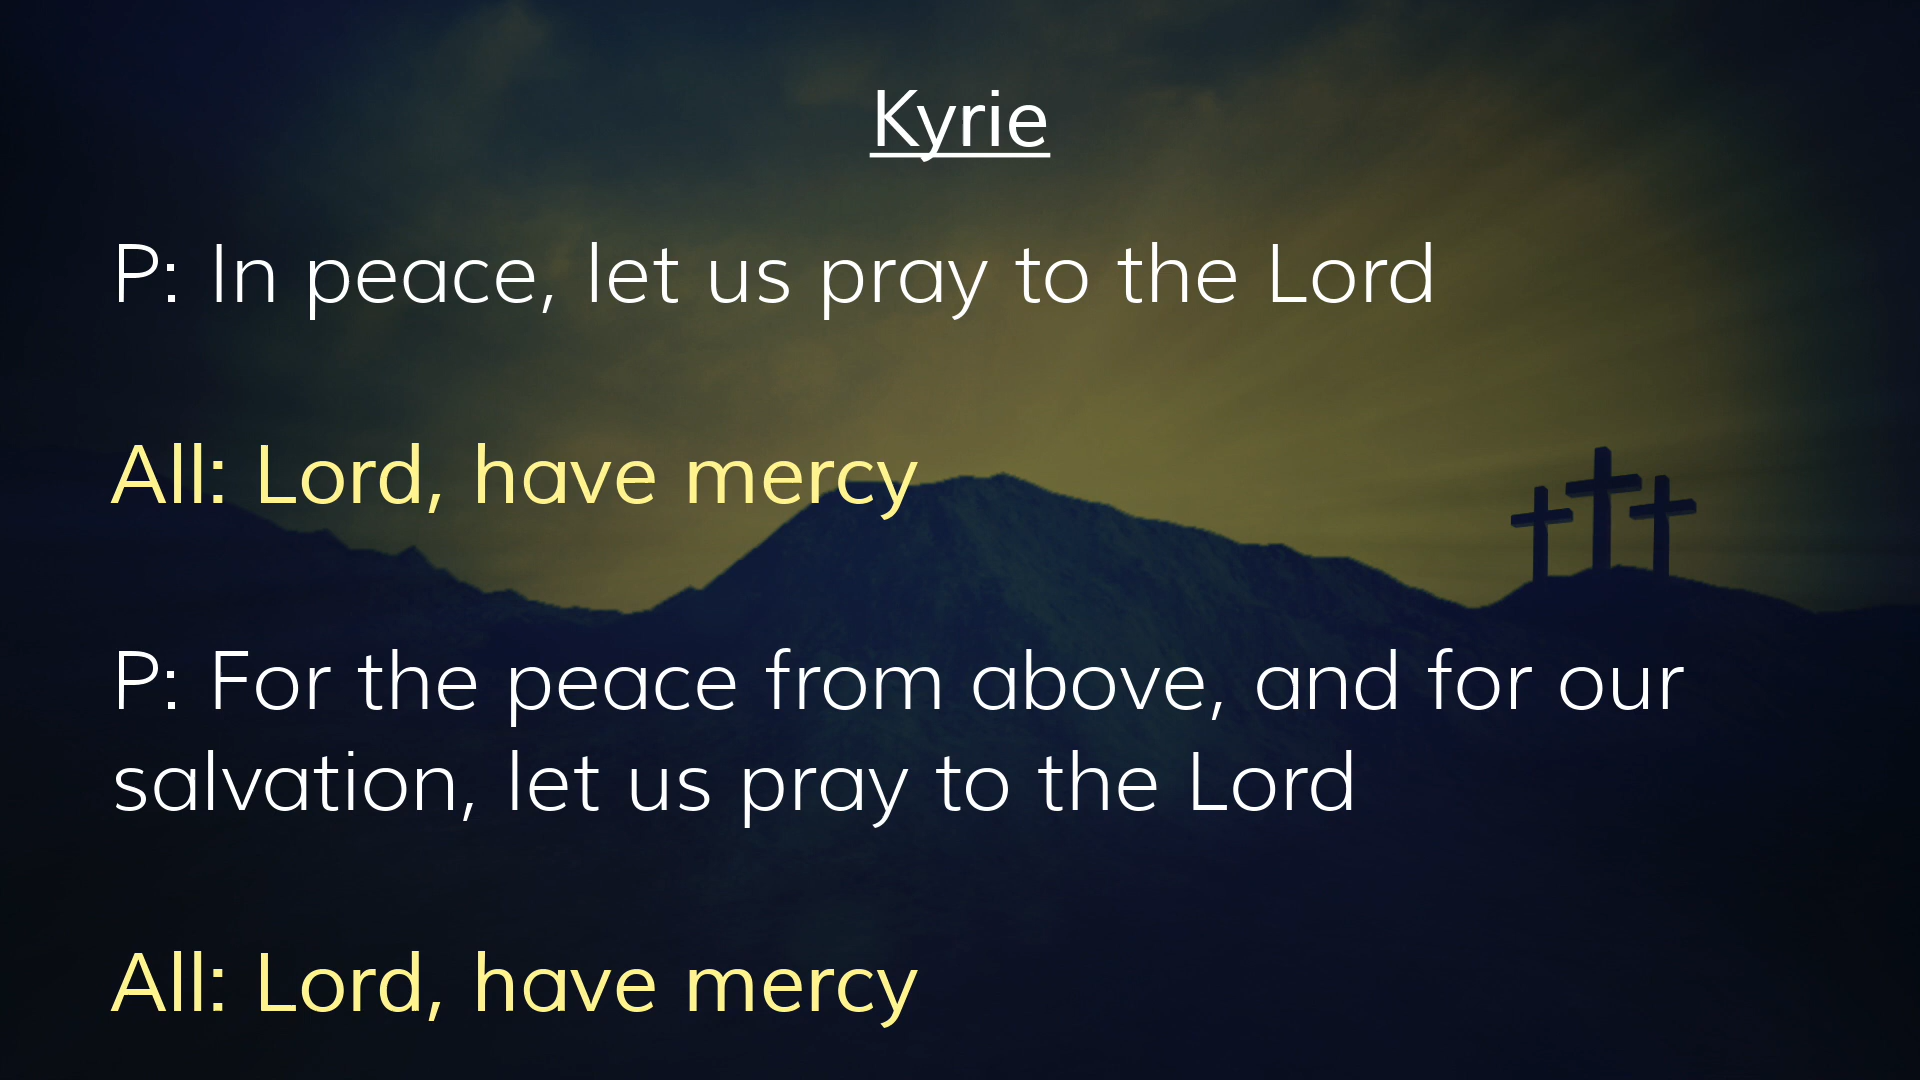 Kyrie
P: In peace, let us pray to the Lord
All: Lord, have mercy
P: For the peace from above, and for our
salvation, let us pray to the Lord
All: Lord, have mercy